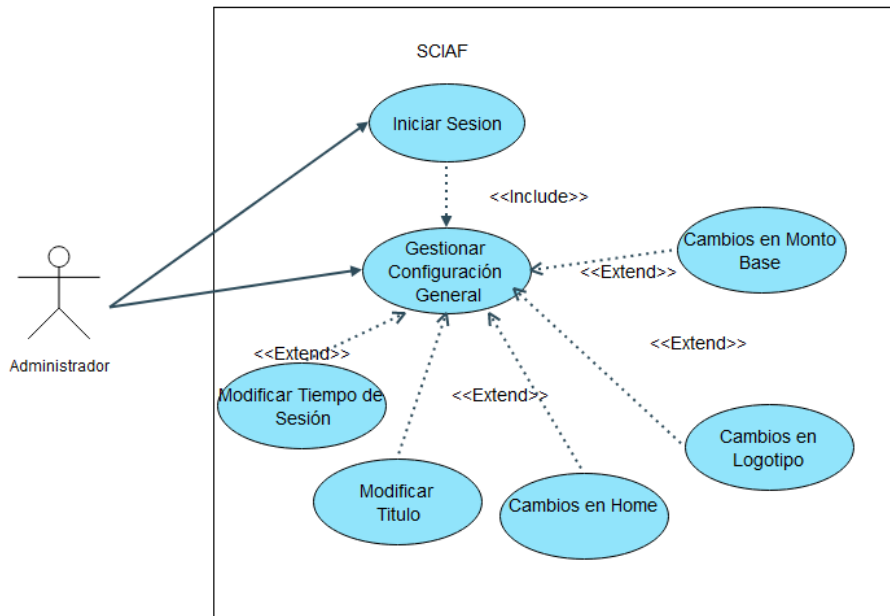 SCIAF
Iniciar Sesion
<<Include>>
Gestionar
Configuración
General
Cambios en Monto
Base
<<Extend>>
Administrador
<<Extend>>
<<Extend>>
Modificar Tiempo de
Sesión
<<Extend>>
Cambios en
Logotipo
Modificar
Titulo
Cambios en Home